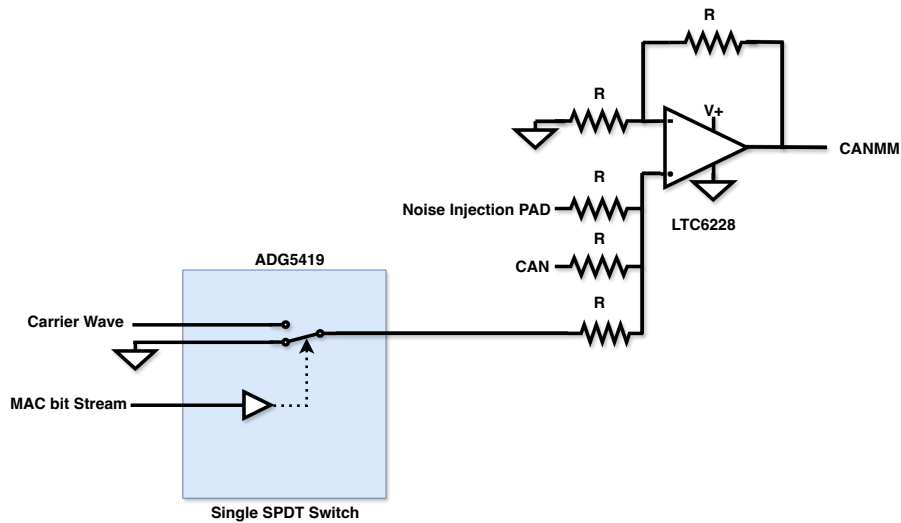 R
R
V+
CANMM
R
Noise Injection PAD
LTC6228
R
ADG5419
CAN
R
Carrier Wave
MAC bit Stream
Single SPDT Switch